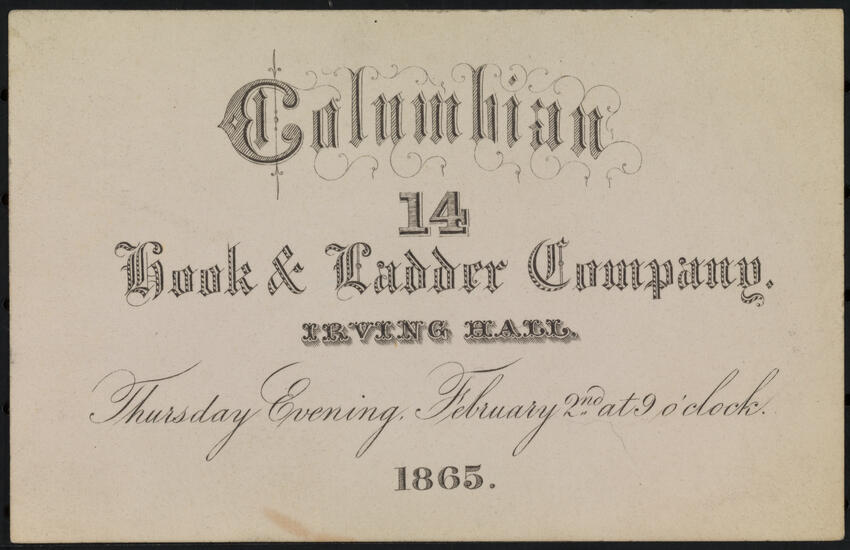 Columbian
14
Hook & Ladder Company.
IRVING HALL.
Thursday Evening, February 2nd at 9 o'clock.
1865.